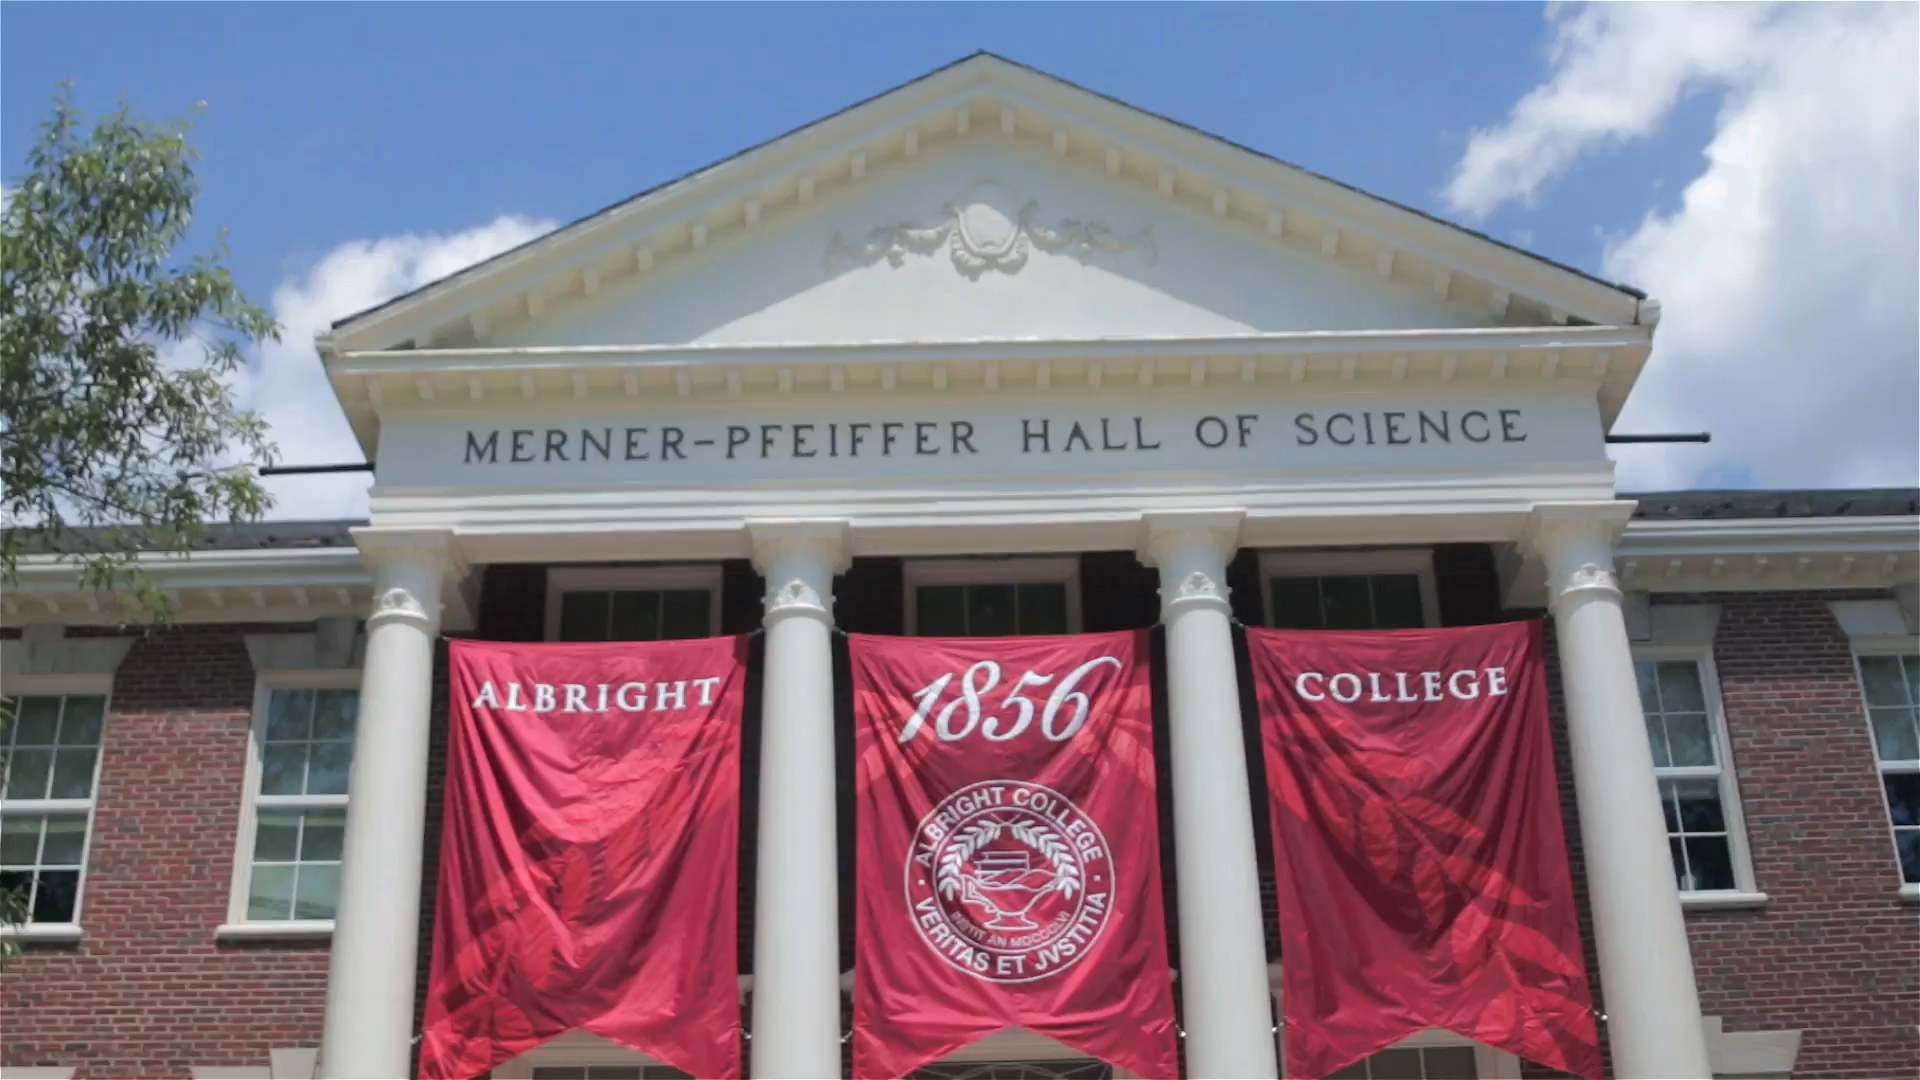 MERNER-PFEIFFER HALL OF SCIENCE
ALBRIGHT
1856
COLLEGE
ALBRIGHT COLLEGE
· VERITAS ET JVSTITIA ·